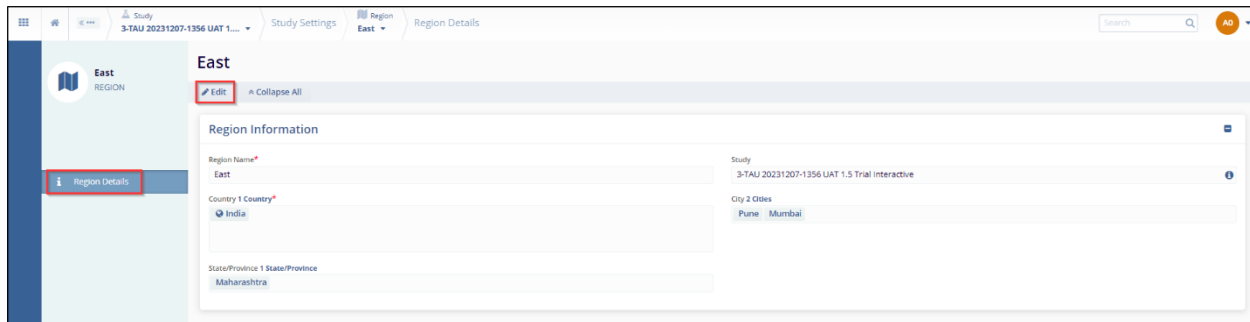 Study
3-TAU 20231207-1356 UAT 1....
Study Settings
Region
East
Region Details
Search
AO
East
REGION
Region Details
East
Edit
Collapse All
Region Information
Region Name*
East
Study
3-TAU 20231207-1356 UAT 1.5 Trial Interactive
Country 1 Country*
India
City 2 Cities
Pune Mumbai
State/Province 1 State/Province
Maharashtra